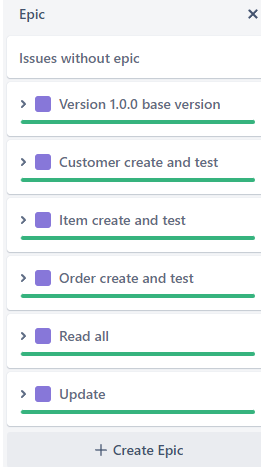 Epic
Issues without epic
Version 1.0.0 base version
Customer create and test
Item create and test
Order create and test
Read all
Update
+ Create Epic